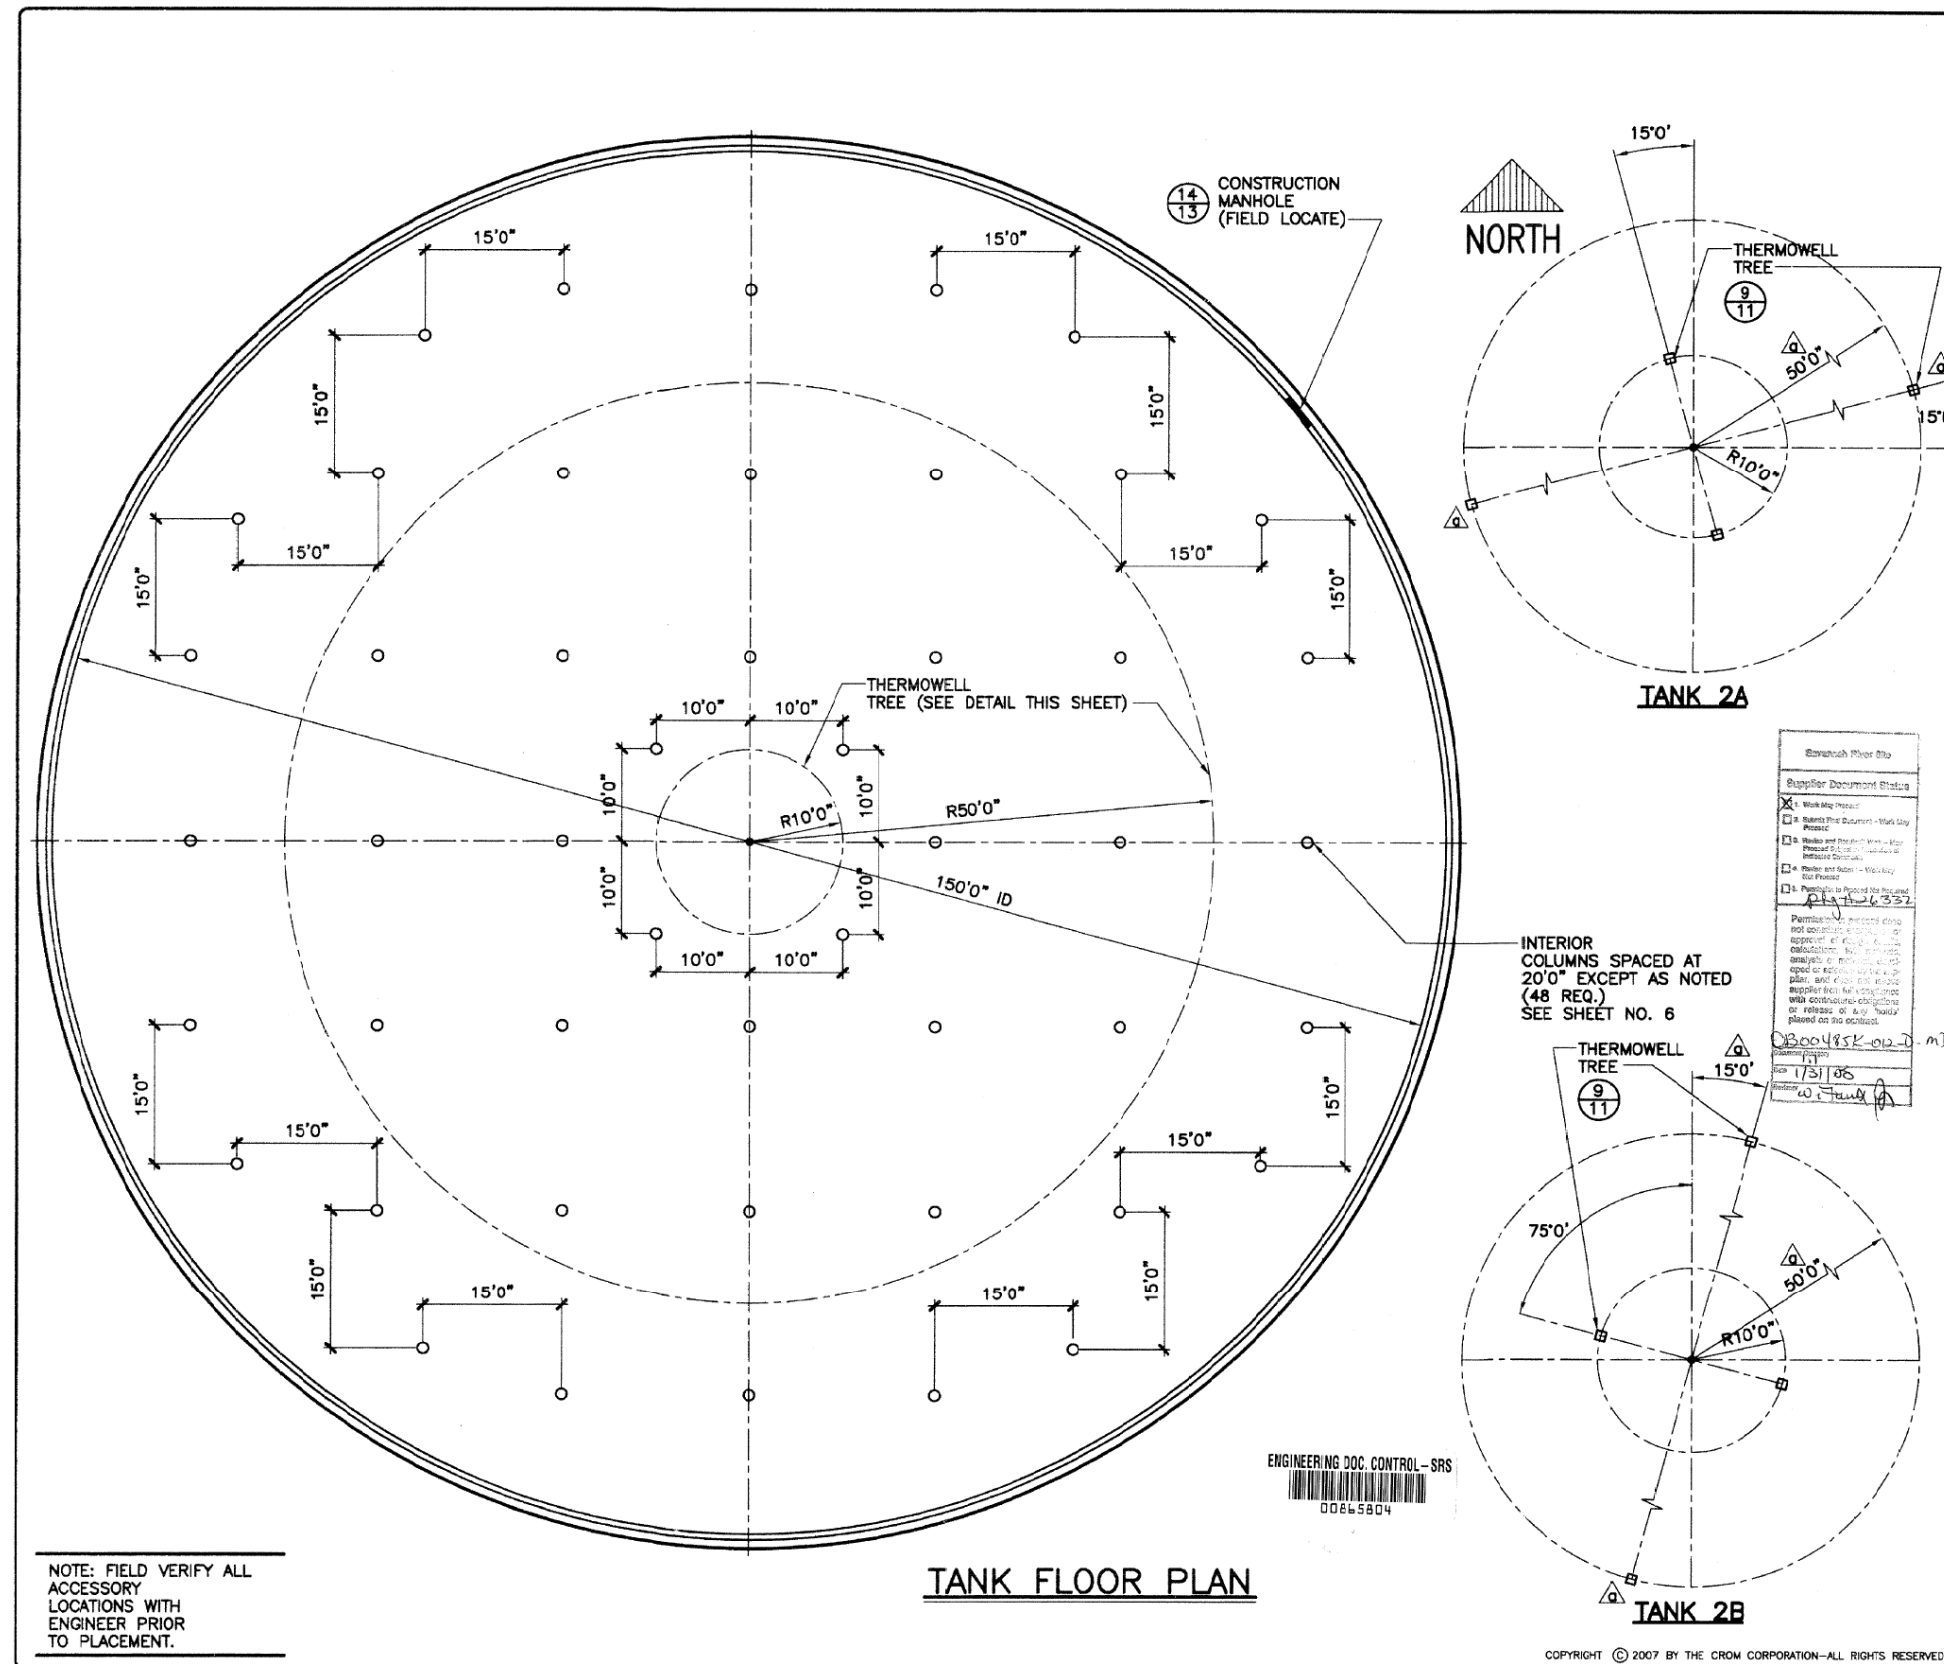 15'0"
15'0"
15'0"
15'0"
15'0"
15'0"
15'0"
15'0"
10'0"
10'0"
10'0"
10'0"
10'0"
10'0"
10'0"
10'0"
THERMOWELL
TREE (SEE DETAIL THIS SHEET)
R10'0"
R50'0"
150'0" ID
15'0"
15'0"
15'0"
15'0"
15'0"
15'0"
15'0"
15'0"
14
13
CONSTRUCTION
MANHOLE
(FIELD LOCATE)
INTERIOR
COLUMNS SPACED AT
20'0" EXCEPT AS NOTED
(48 REQ.)
SEE SHEET NO. 6
TANK FLOOR PLAN
NOTE: FIELD VERIFY ALL
ACCESSORY
LOCATIONS WITH
ENGINEER PRIOR
TO PLACEMENT.
NORTH
15°0'
THERMOWELL
TREE
9
11
a
50'0"
a
R10'0"
a
TANK 2A
Savannah River Site
Supplier Document Status
1. Work May Proceed
1/31/08
THERMOWELL
TREE
9
11
a
15°0'
75°0'
a
50'0"
R10'0"
a
TANK 2B
ENGINEERING DOC. CONTROL-SRS
00865804
COPYRIGHT © 2007 BY THE CROM CORPORATION-ALL RIGHTS RESERVED